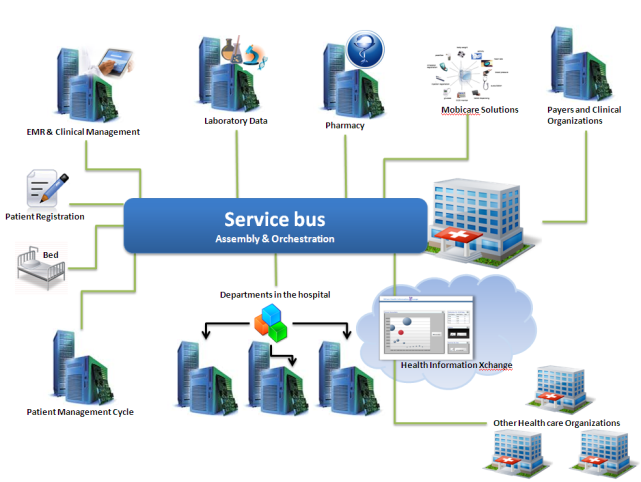 EMR & Clinical Management
Laboratory Data
Pharmacy
Mobicare Solutions
Payers and Clinical
Organizations
Patient Registration
Service bus
Assembly & Orchestration
Bed
Departments in the hospital
Health Information Xchange
Patient Management Cycle
Other Health care Organizations